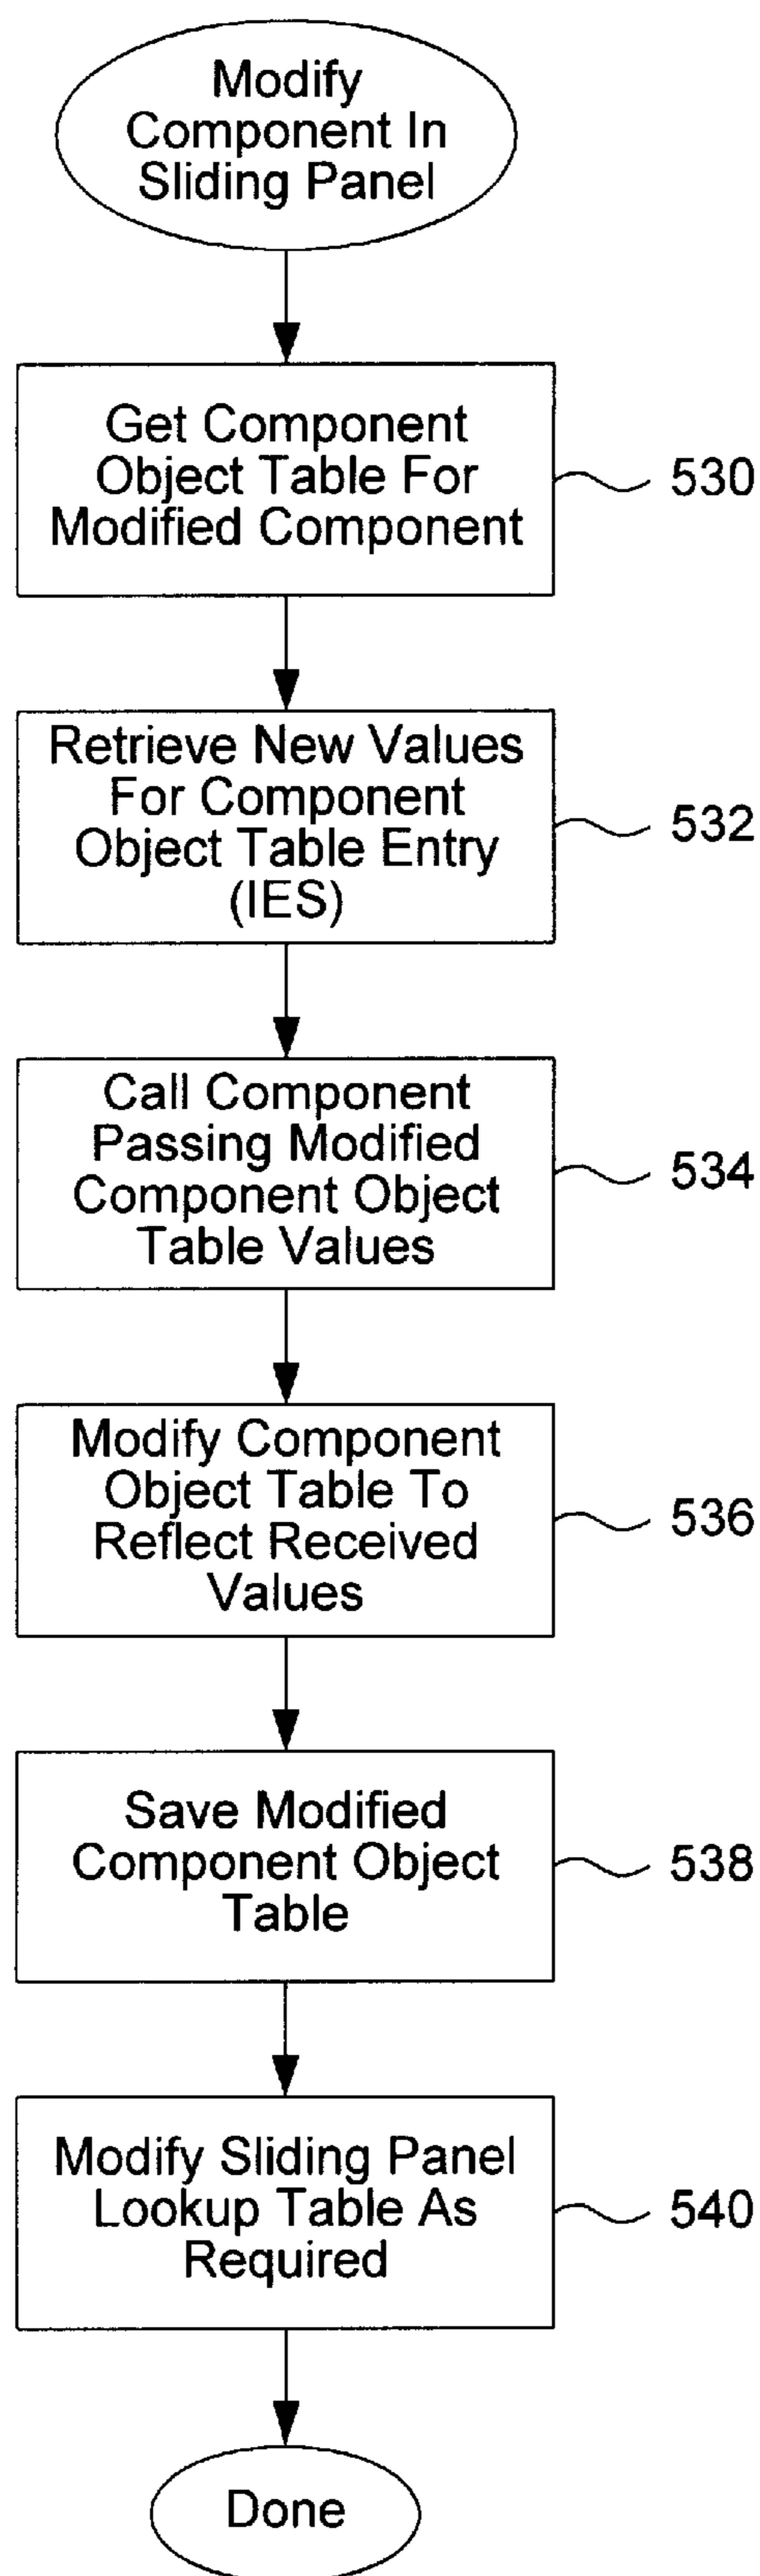 Modify
Component In
Sliding Panel
Get Component
Object Table For
Modified Component
530
Retrieve New Values
For Component
Object Table Entry
(IES)
532
Call Component
Passing Modified
Component Object
Table Values
534
Modify Component
Object Table To
Reflect Received
Values
536
Save Modified
Component Object
Table
538
Modify Sliding Panel
Lookup Table As
Required
540
Done